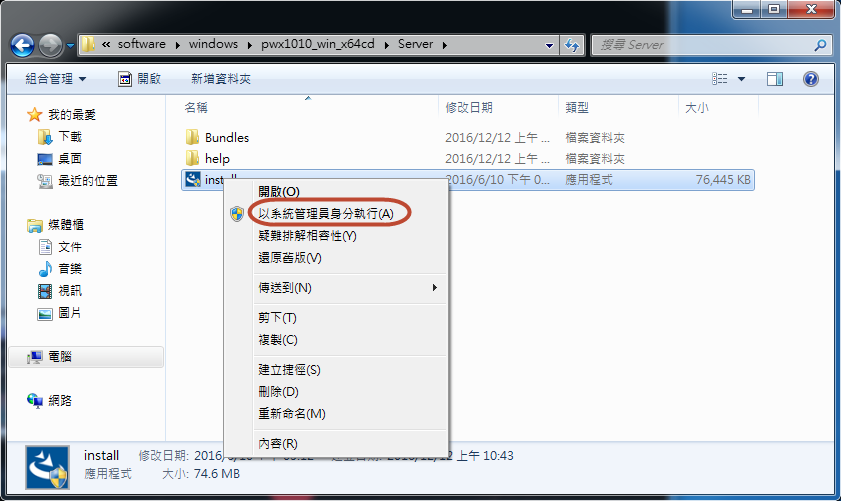 « software ▸ windows ▸ pwx1010_win_x64cd ▸ Server ▸
搜尋 Server
組合管理 開啟 新增資料夾
名稱 修改日期 類型 大小
我的最愛
下載
桌面
最近的位置
媒體櫃
文件
音樂
視訊
圖片
電腦
網路
Bundles 2016/12/12 上午 ... 檔案資料夾
help 2016/12/12 上午 ... 檔案資料夾
install 2016/6/10 下午 0... 應用程式 76,445 KB
開啟(O)
以系統管理員身分執行(A)
疑難排解相容性(Y)
還原舊版(V)
傳送到(N)
剪下(T)
複製(C)
建立捷徑(S)
刪除(D)
重新命名(M)
內容(R)
install 修改日期: 2016/12/12 上午 10:43
應用程式 大小: 74.6 MB